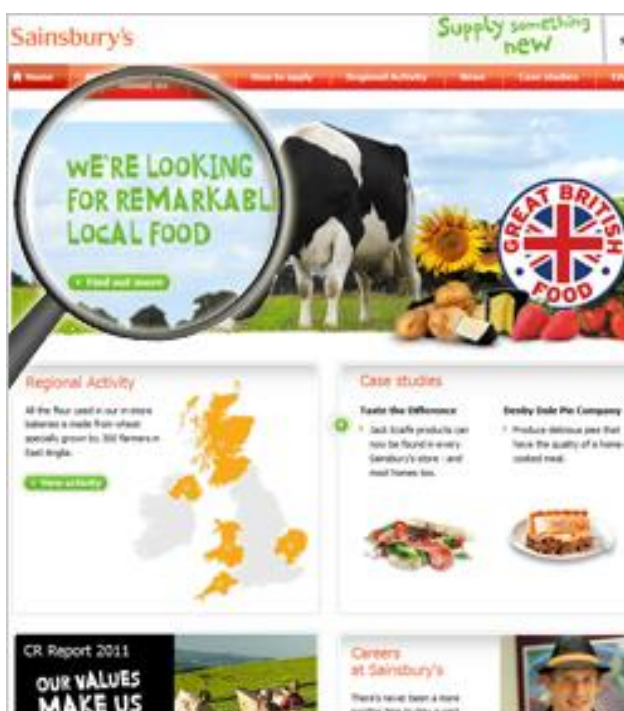 Sainsbury's
Supply something
new
Home
How to apply
Regional Activity
News
Case studies
WE'RE LOOKING
FOR REMARKABL
LOCAL FOOD
Find out more
GREAT BRITISH
FOOD
Regional Activity
All the flour used in our in-store
bakeries is made from wheat
specially grown by 300 farmers in
East Anglia.
View activity
Case studies
Taste the Difference
Jack Scaife products can
now be found in every
Sainsbury's store - and
most homes too.
Denby Dale Pie Company
Produce delicious pies that
have the quality of a home-
cooked meal.
CR Report 2011
OUR VALUES
MAKE US
Careers
at Sainsbury's
There's never been a more